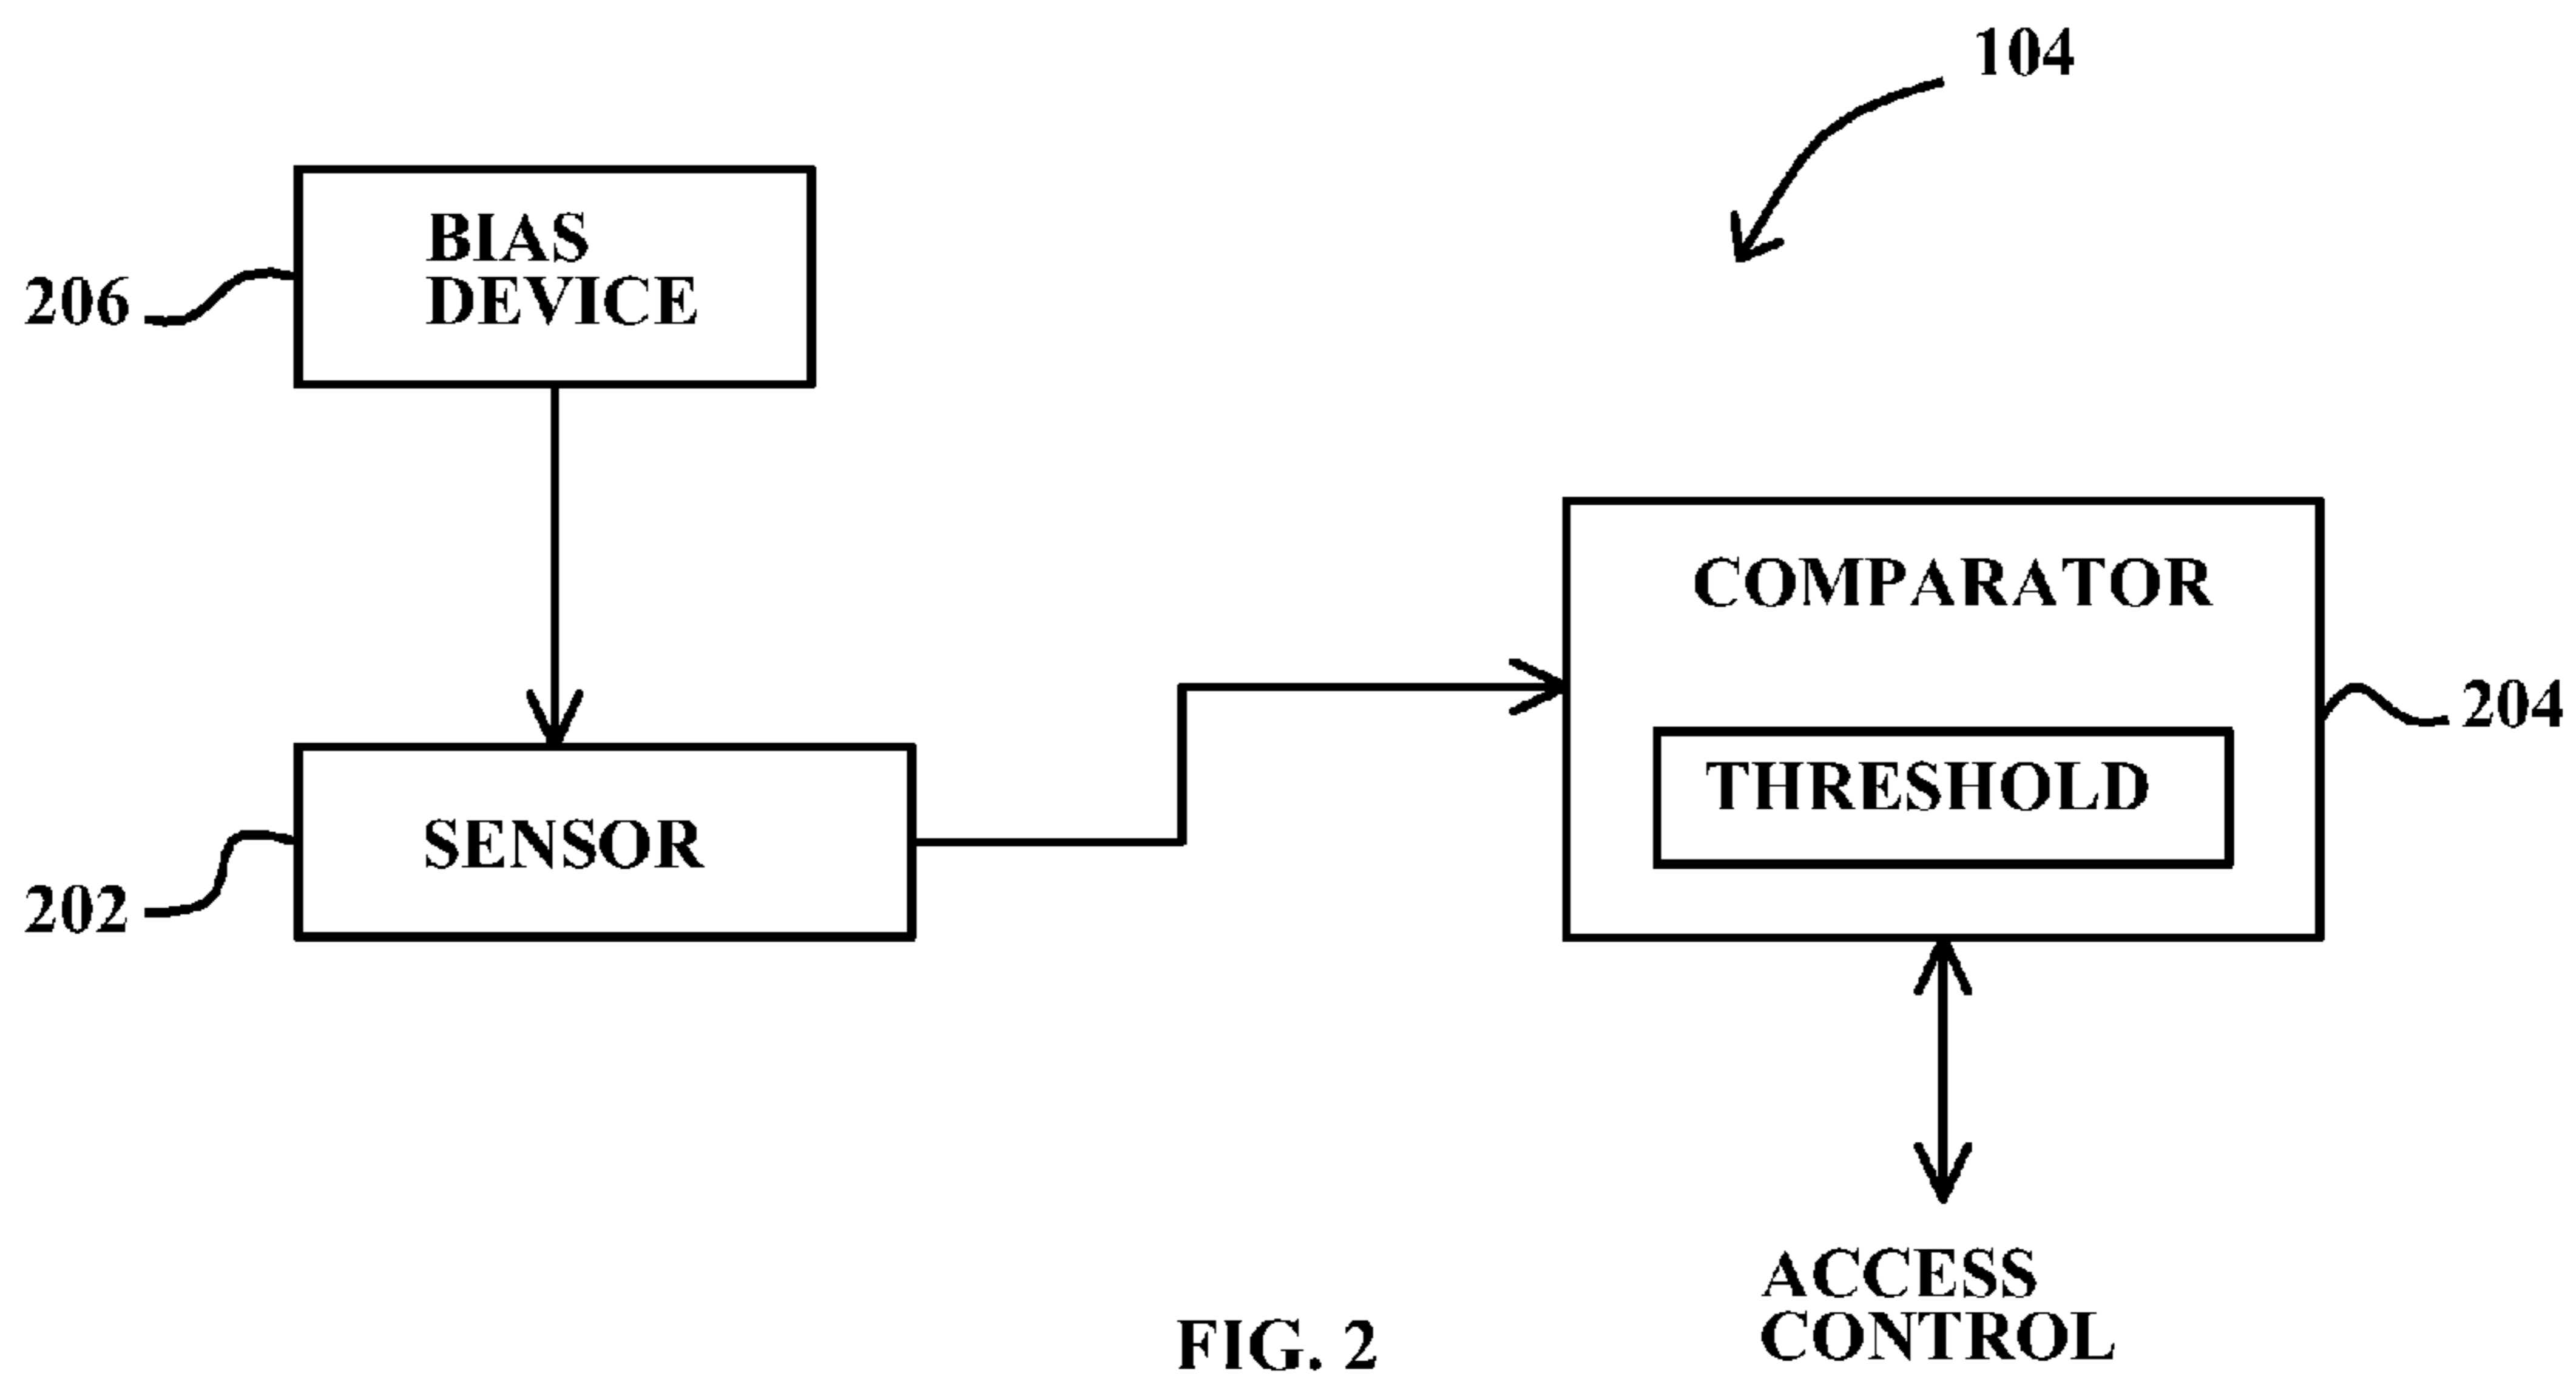 104
BIAS
DEVICE
206
COMPARATOR
204
THRESHOLD
SENSOR
202
ACCESS
CONTROL
FIG. 2